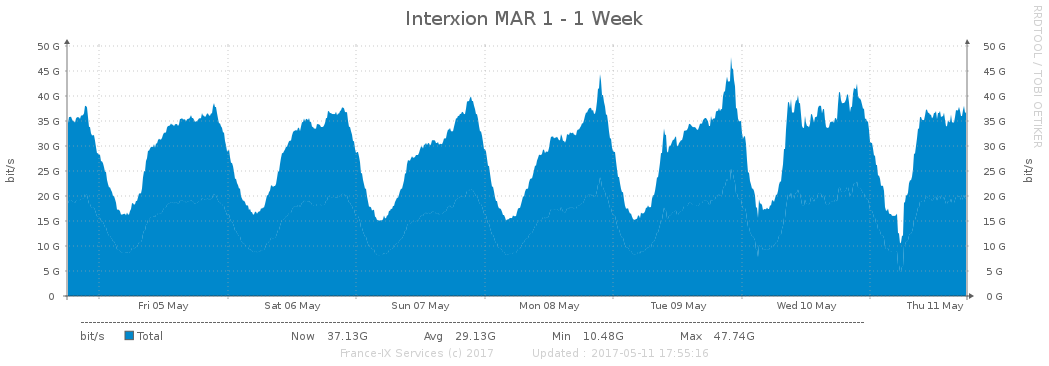 Interxion MAR 1 - 1 Week
RRDTOOL / TOBI OETIKER
50 G 50 G
45 G 45 G
40 G 40 G
35 G 35 G
30 G 30 G
25 G 25 G
20 G 20 G
15 G 15 G
10 G 10 G
5 G 5 G
0 0 G
bit/s
bit/s
Fri 05 May Sat 06 May Sun 07 May Mon 08 May Tue 09 May Wed 10 May Thu 11 May
bit/s Total Now 37.13G Avg 29.13G Min 10.48G Max 47.74G
France-IX Services (c) 2017 Updated : 2017-05-11 17:55:16